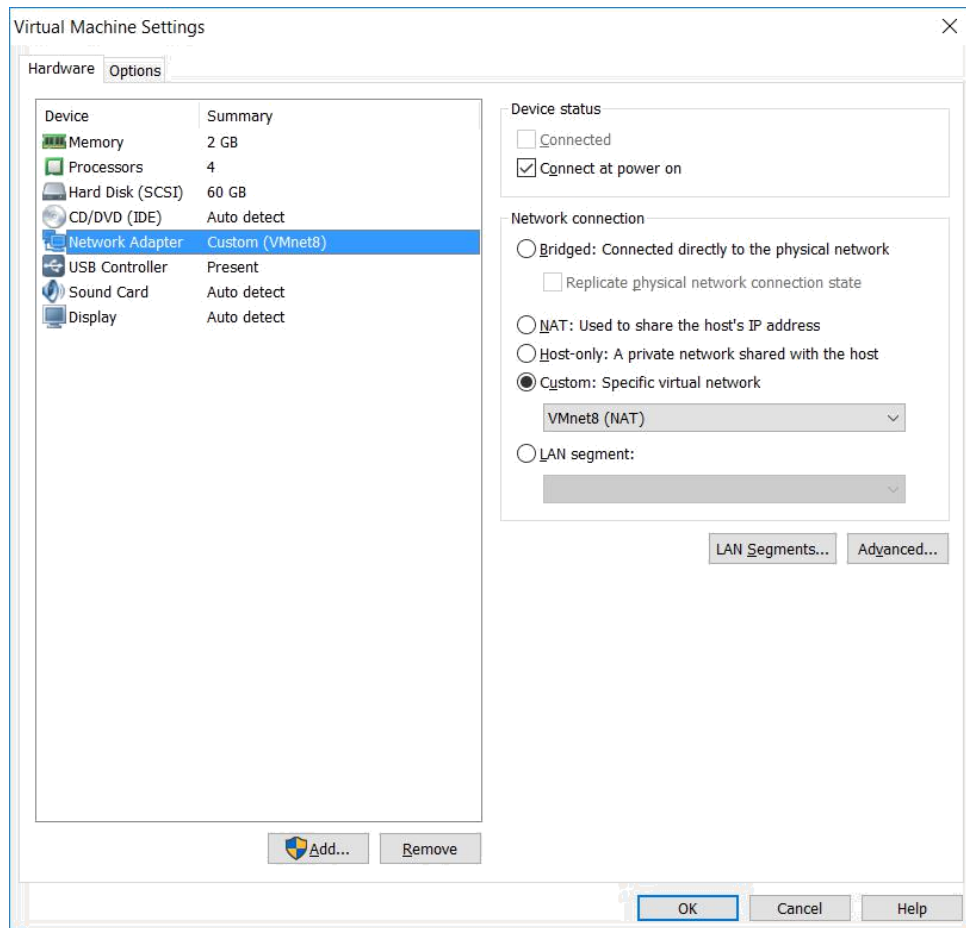 Virtual Machine Settings
Hardware Options
Device Summary
Memory 2 GB
Processors 4
Hard Disk (SCSI) 60 GB
CD/DVD (IDE) Auto detect
Network Adapter Custom (VMnet8)
USB Controller Present
Sound Card Auto detect
Display Auto detect
Add... Remove
Device status
Connected
Connect at power on
Network connection
Bridged: Connected directly to the physical network
Replicate physical network connection state
NAT: Used to share the host's IP address
Host-only: A private network shared with the host
Custom: Specific virtual network
VMnet8 (NAT)
LAN segment:
LAN Segments... Advanced...
OK Cancel Help